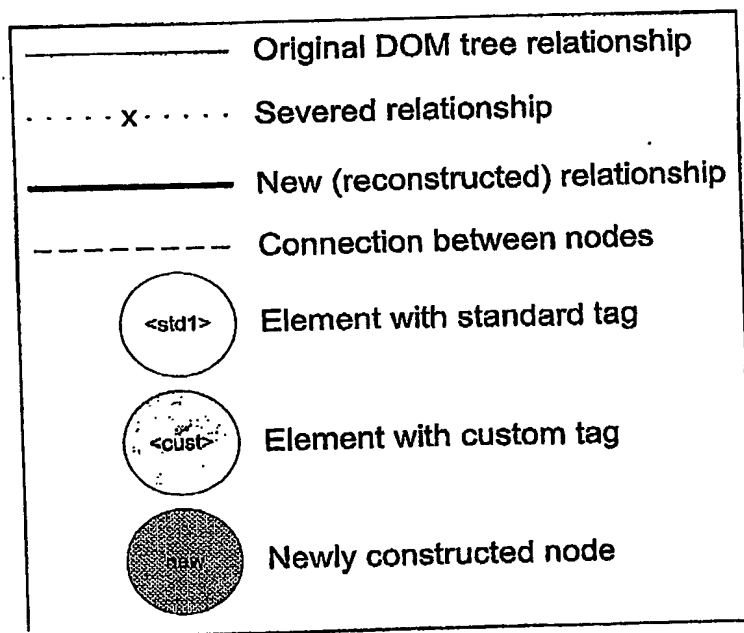 Original DOM tree relationship
x Severed relationship
New (reconstructed) relationship
Connection between nodes
<std1> Element with standard tag
<cust> Element with custom tag
new Newly constructed node